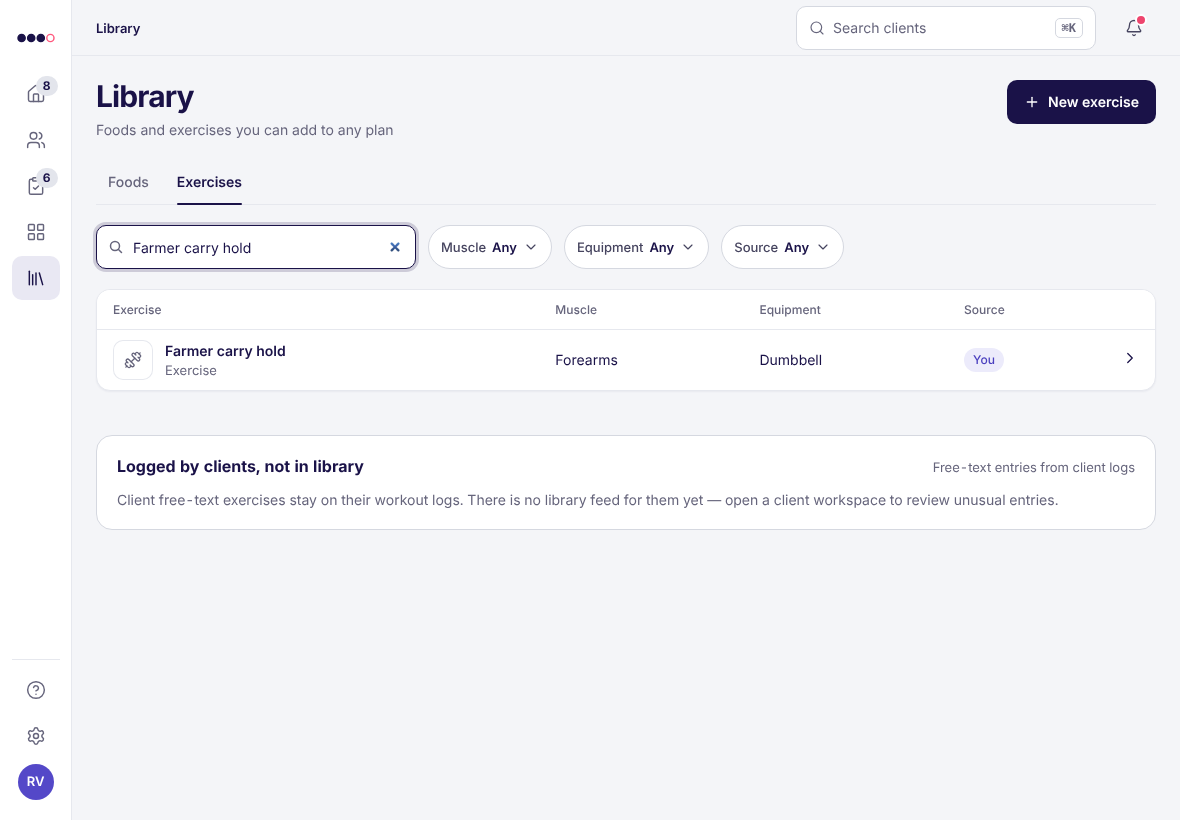 Library
Search clients
⌘K
8
6
Library
Foods and exercises you can add to any plan
+ New exercise
Foods
Exercises
Farmer carry hold
Muscle Any
Equipment Any
Source Any
Exercise
Muscle
Equipment
Source
Farmer carry hold
Exercise
Forearms
Dumbbell
You
Logged by clients, not in library
Free-text entries from client logs
Client free-text exercises stay on their workout logs. There is no library feed for them yet — open a client workspace to review unusual entries.
RV